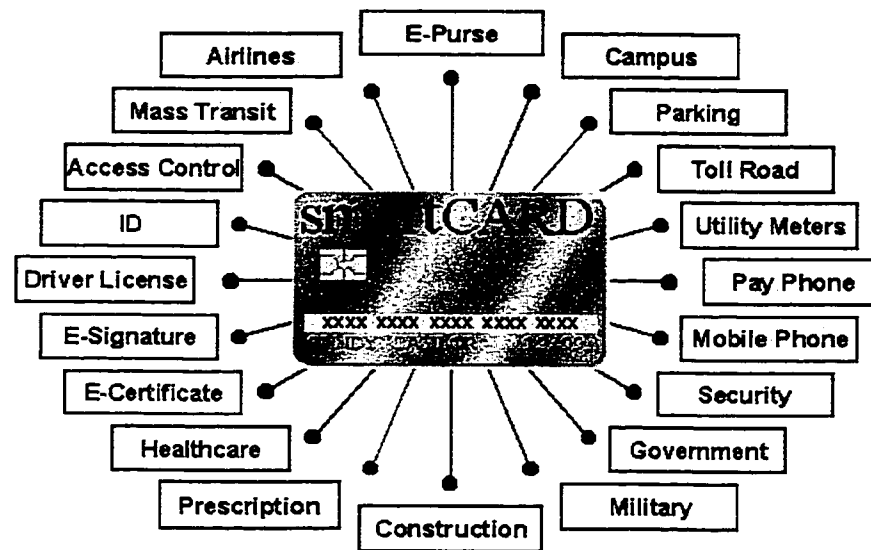 E-Purse
Airlines
Campus
Mass Transit
Parking
Access Control
Toll Road
ID
Utility Meters
Driver License
Pay Phone
E-Signature
Mobile Phone
E-Certificate
Security
Healthcare
Government
Prescription
Military
Construction
smartCARD
XXXX XXXX XXXX XXXX XXXX